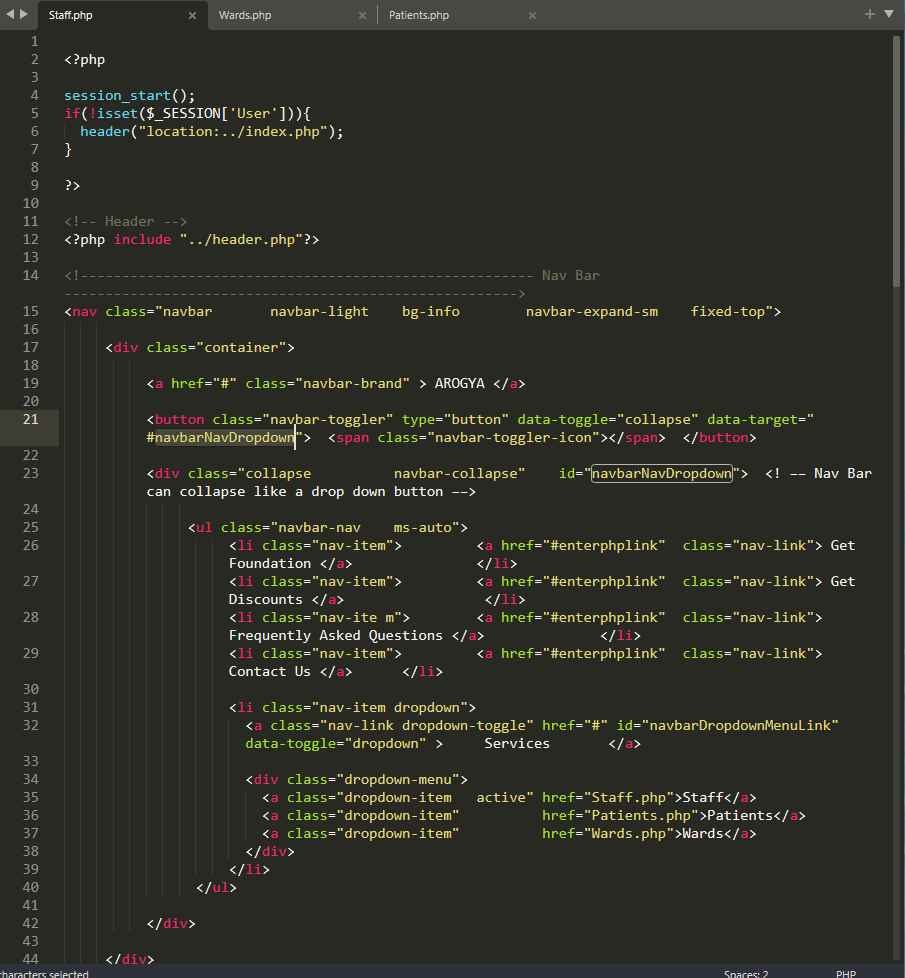 Staff.php × Wards.php × Patients.php × + ▼
1
2 <?php
3
4 session_start();
5 if(!isset($_SESSION['User'])){
6 header("location:../index.php");
7 }
8
9 ?>
10
11 <!-- Header -->
12 <?php include "../header.php"?>
13
14 <!------------------------------------------------------- Nav Bar
------------------------------------------------------->
15 <nav class="navbar navbar-light bg-info navbar-expand-sm fixed-top">
16
17 <div class="container">
18
19 <a href="#" class="navbar-brand" > AROGYA </a>
20
21 <button class="navbar-toggler" type="button" data-toggle="collapse" data-target="
#navbarNavDropdown"> <span class="navbar-toggler-icon"></span> </button>
22
23 <div class="collapse navbar-collapse" id="navbarNavDropdown"> <! –– Nav Bar
can collapse like a drop down button ––>
24
25 <ul class="navbar-nav ms-auto">
26 <li class="nav-item"> <a href="#enterphplink" class="nav-link"> Get
Foundation </a> </li>
27 <li class="nav-item"> <a href="#enterphplink" class="nav-link"> Get
Discounts </a> </li>
28 <li class="nav-ite m"> <a href="#enterphplink" class="nav-link">
Frequently Asked Questions </a> </li>
29 <li class="nav-item"> <a href="#enterphplink" class="nav-link">
Contact Us </a> </li>
30
31 <li class="nav-item dropdown">
32 <a class="nav-link dropdown-toggle" href="#" id="navbarDropdownMenuLink"
data-toggle="dropdown" > Services </a>
33
34 <div class="dropdown-menu">
35 <a class="dropdown-item active" href="Staff.php">Staff</a>
36 <a class="dropdown-item" href="Patients.php">Patients</a>
37 <a class="dropdown-item" href="Wards.php">Wards</a>
38 </div>
39 </li>
40 </ul>
41
42 </div>
43
44 </div>
characters selected Spaces: 2 PHP